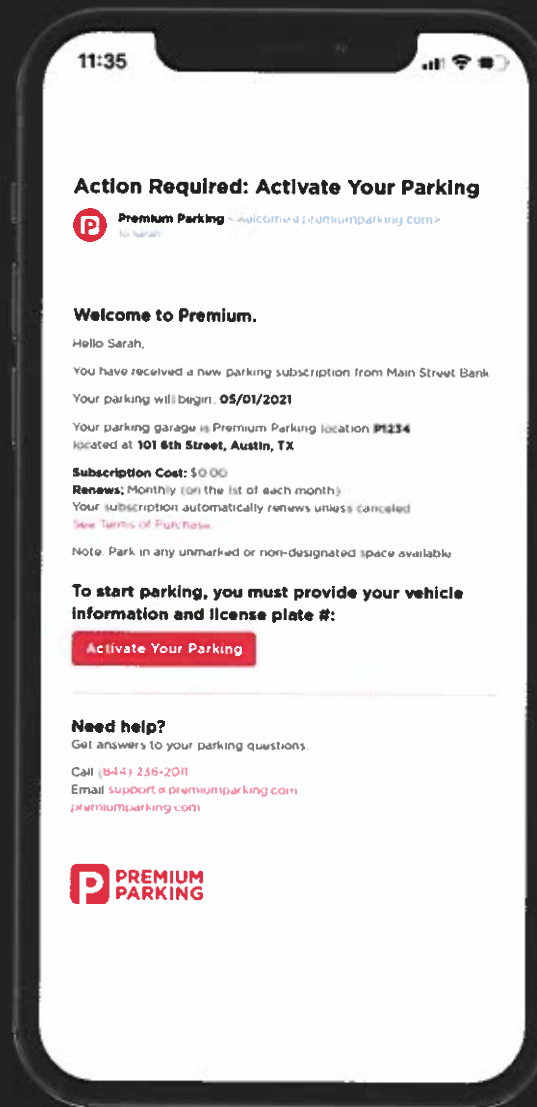 11:35
Action Required: Activate Your Parking
Premium Parking <welcome@premiumparking.com>
to Sarah
Welcome to Premium.
Hello Sarah,
You have received a new parking subscription from Main Street Bank
Your parking will begin: 05/01/2021
Your parking garage is Premium Parking location P1234
located at 101 6th Street, Austin, TX
Subscription Cost: $0.00
Renews: Monthly (on the 1st of each month)
Your subscription automatically renews unless canceled
See Terms of Purchase
Note: Park in any unmarked or non-designated space available
To start parking, you must provide your vehicle
information and license plate #:
Activate Your Parking
Need help?
Get answers to your parking questions.
Call (844) 236-2011
Email support@premiumparking.com
premiumparking.com
PREMIUM
PARKING